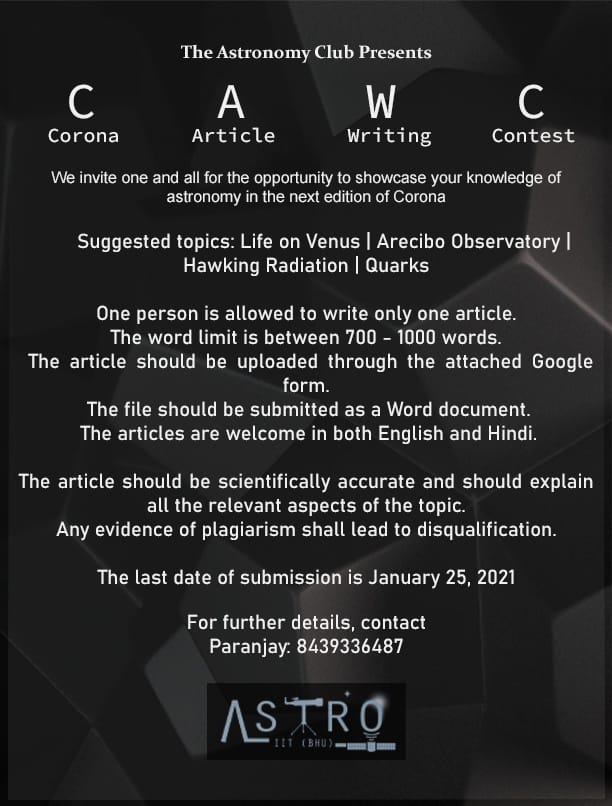 The Astronomy Club Presents
C A W C
Corona Article Writing Contest
We invite one and all for the opportunity to showcase your knowledge of
astronomy in the next edition of Corona
Suggested topics: Life on Venus | Arecibo Observatory |
Hawking Radiation | Quarks
One person is allowed to write only one article.
The word limit is between 700 - 1000 words.
The article should be uploaded through the attached Google
form.
The file should be submitted as a Word document.
The articles are welcome in both English and Hindi.
The article should be scientifically accurate and should explain
all the relevant aspects of the topic.
Any evidence of plagiarism shall lead to disqualification.
The last date of submission is January 25, 2021
For further details, contact
Paranjay: 8439336487
ASTRO
IIT (BHU)